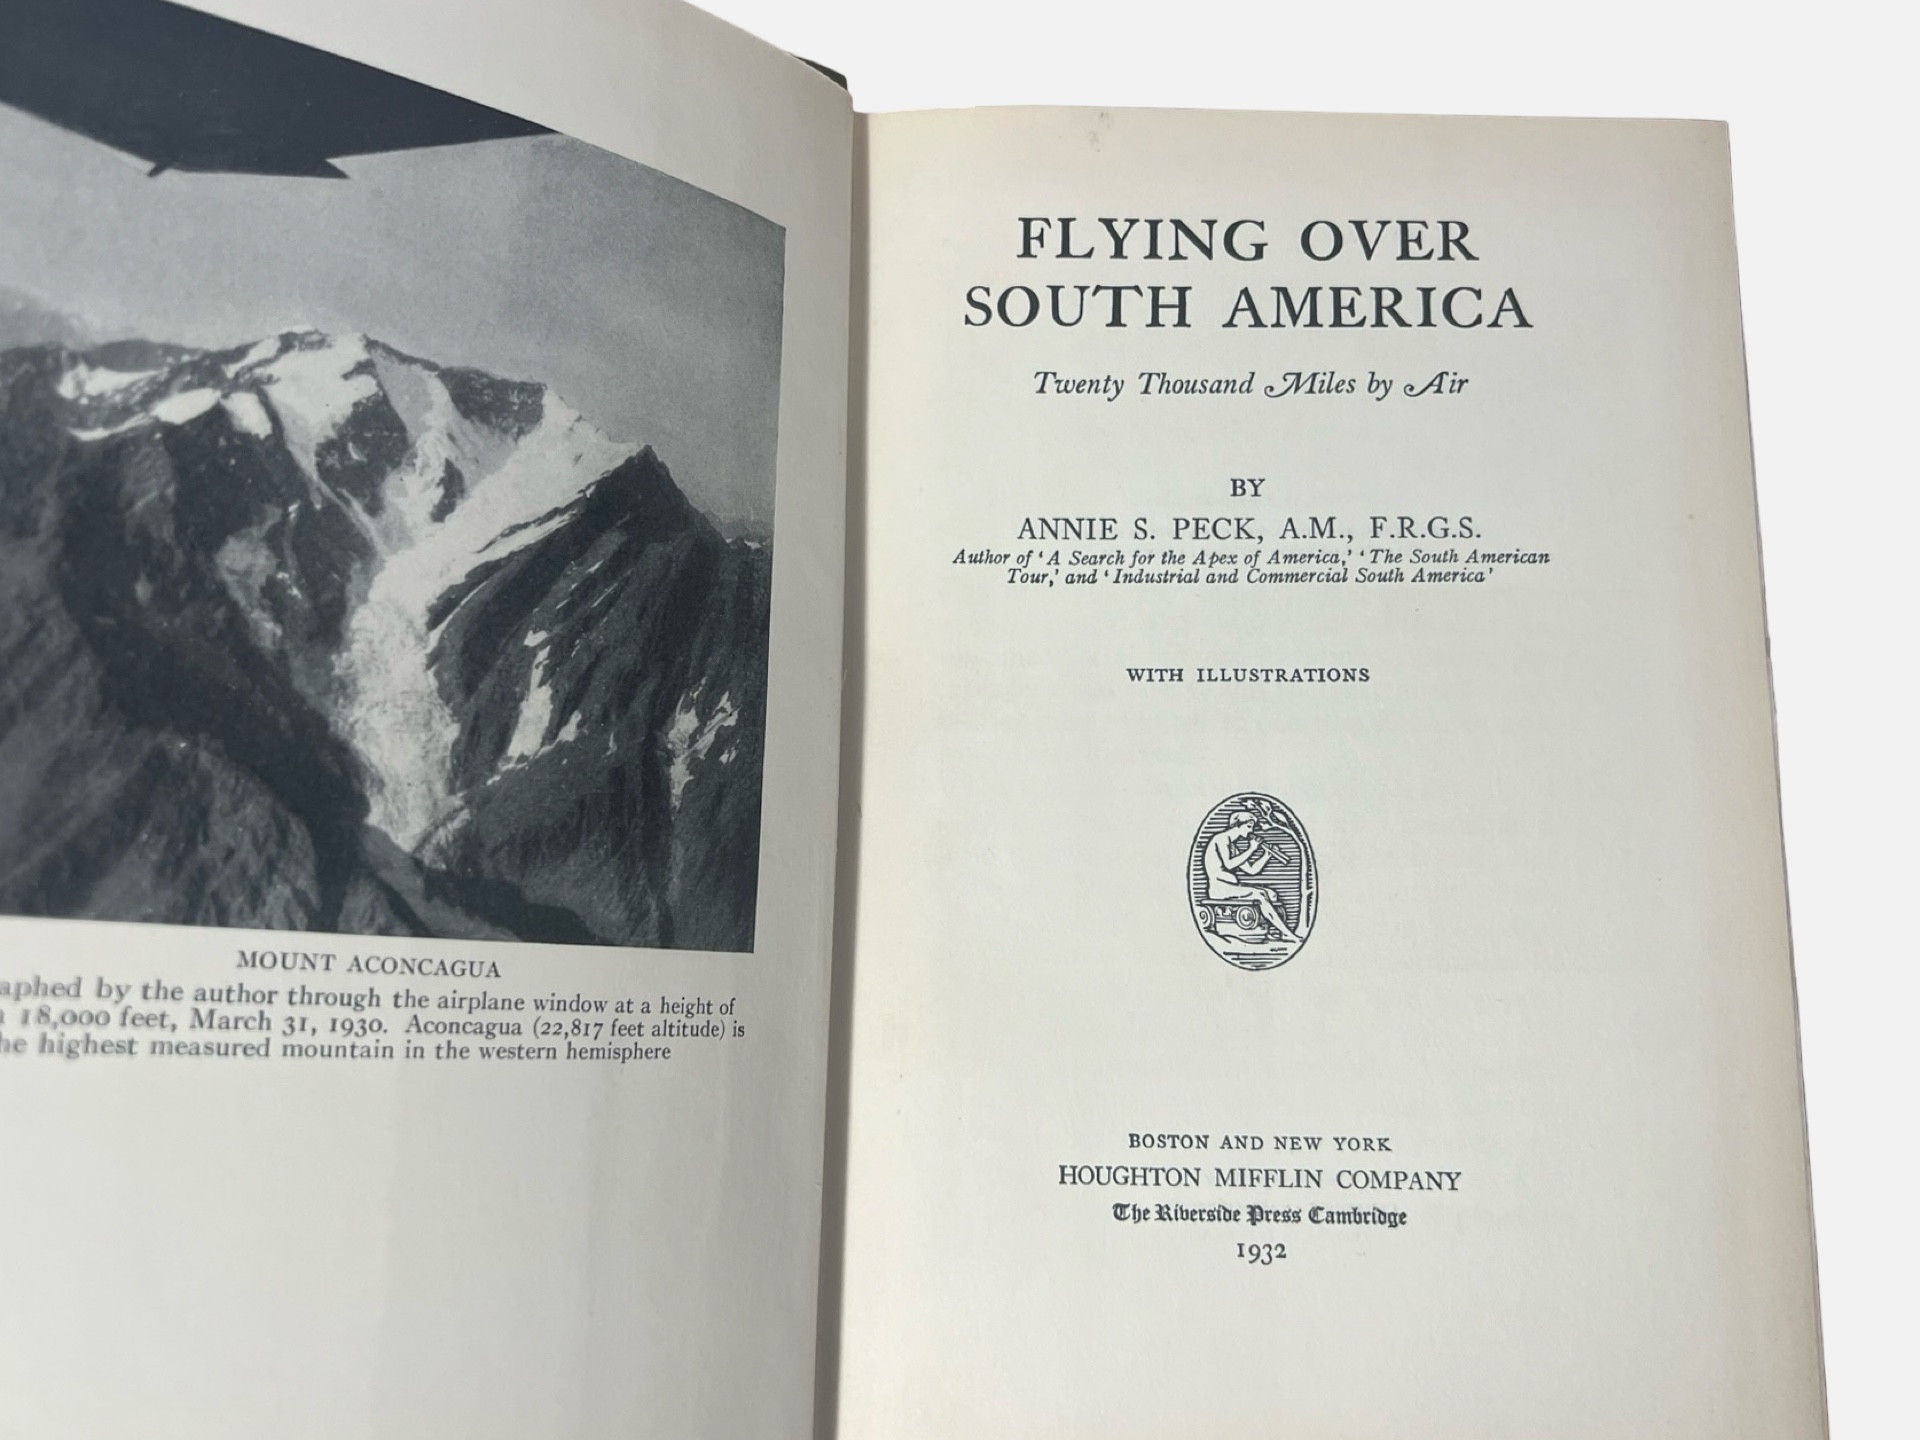 MOUNT ACONCAGUA
by the author through the airplane window at a height of
18,000 feet, March 31, 1930. Aconcagua (22,817 feet altitude) is
highest measured mountain in the western hemisphere
FLYING OVER
SOUTH AMERICA
Twenty Thousand Miles by Air
BY
ANNIE S. PECK, A.M., F.R.G.S.
Author of ‘A Search for the Apex of America,’ ‘The South American
Tour,’ and ‘Industrial and Commercial South America’
WITH ILLUSTRATIONS
BOSTON AND NEW YORK
HOUGHTON MIFFLIN COMPANY
The Riverside Press Cambridge
1932